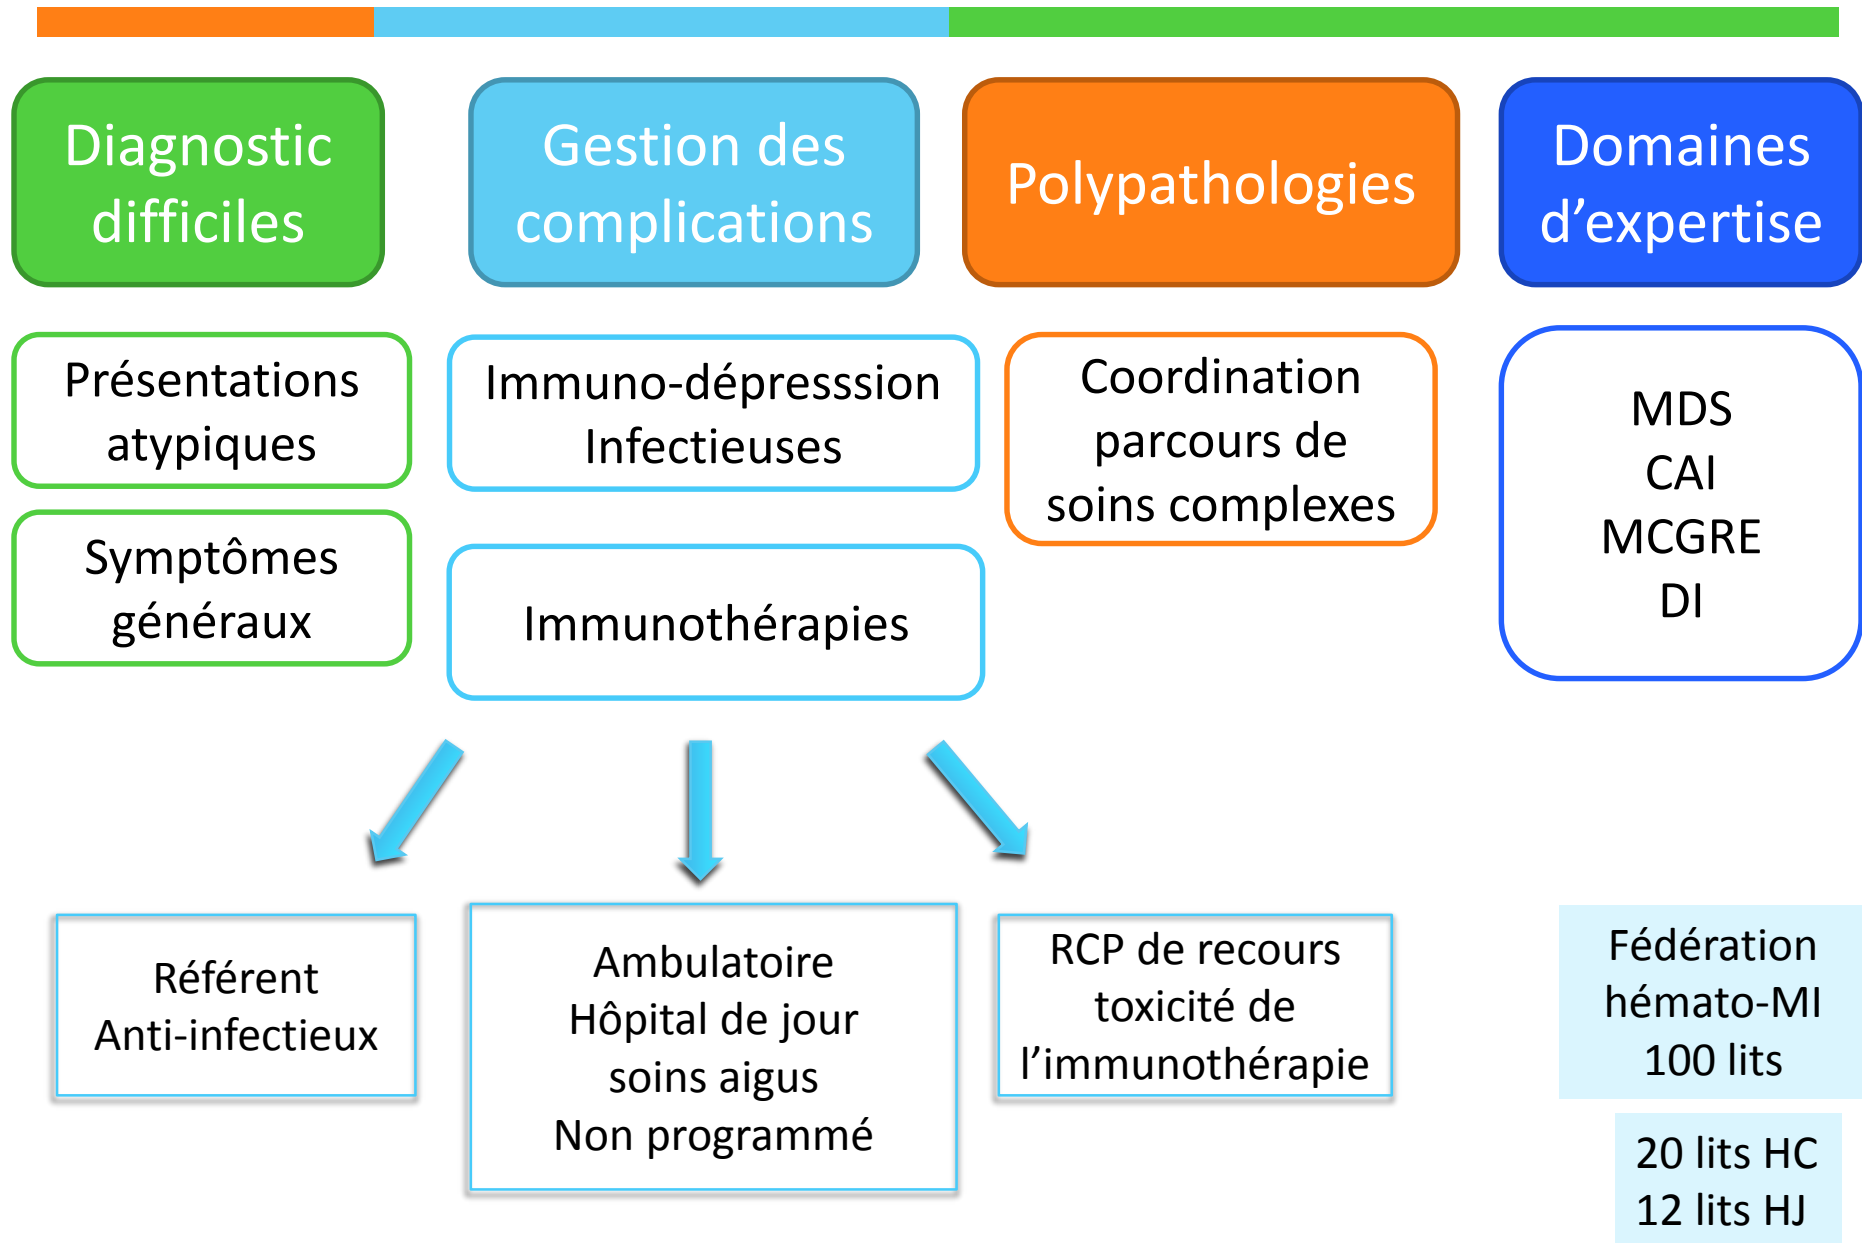 Diagnostic
difficiles
Gestion des
complications
Polypathologies
Domaines
d’expertise
Présentations
atypiques
Symptômes
généraux
Immuno-dépresssion
Infectieuses
Immunothérapies
Coordination
parcours de
soins complexes
MDS
CAI
MCGRE
DI
Référent
Anti-infectieux
Ambulatoire
Hôpital de jour
soins aigus
Non programmé
RCP de recours
toxicité de
l’immunothérapie
Fédération
hémato-MI
100 lits
20 lits HC
12 lits HJ